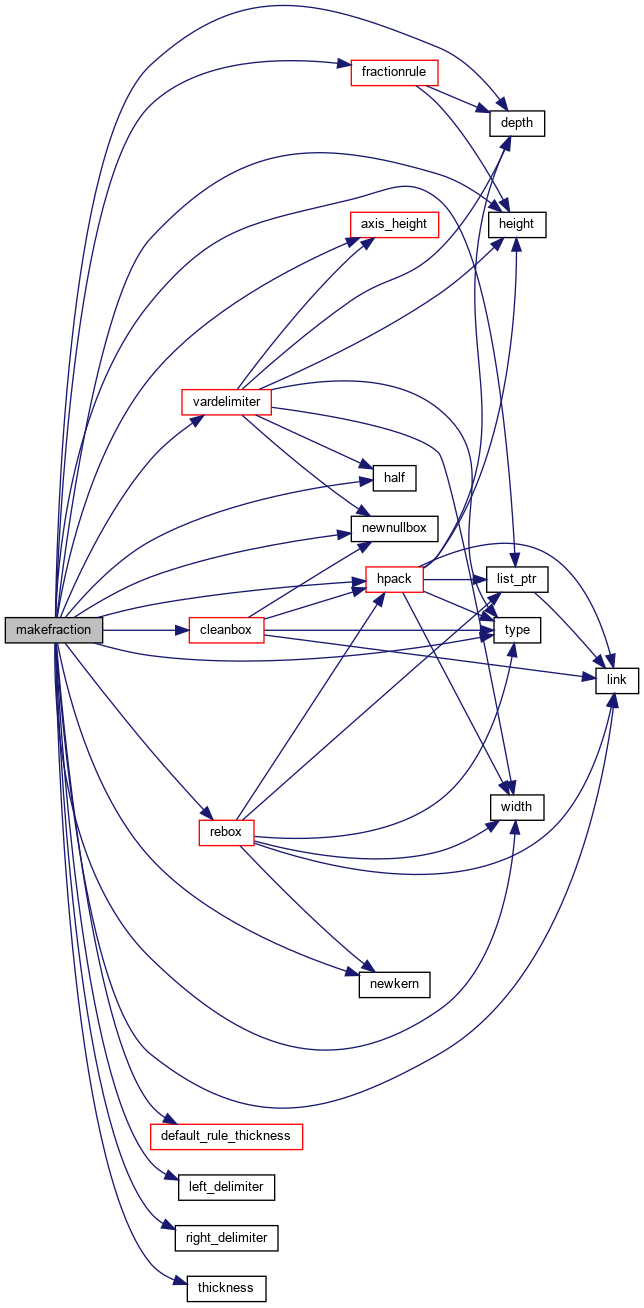 fractionrule
depth
axis_height
height
vardelimiter
half
newnullbox
hpack
list_ptr
makefraction
cleanbox
type
link
rebox
width
newkern
default_rule_thickness
left_delimiter
right_delimiter
thickness